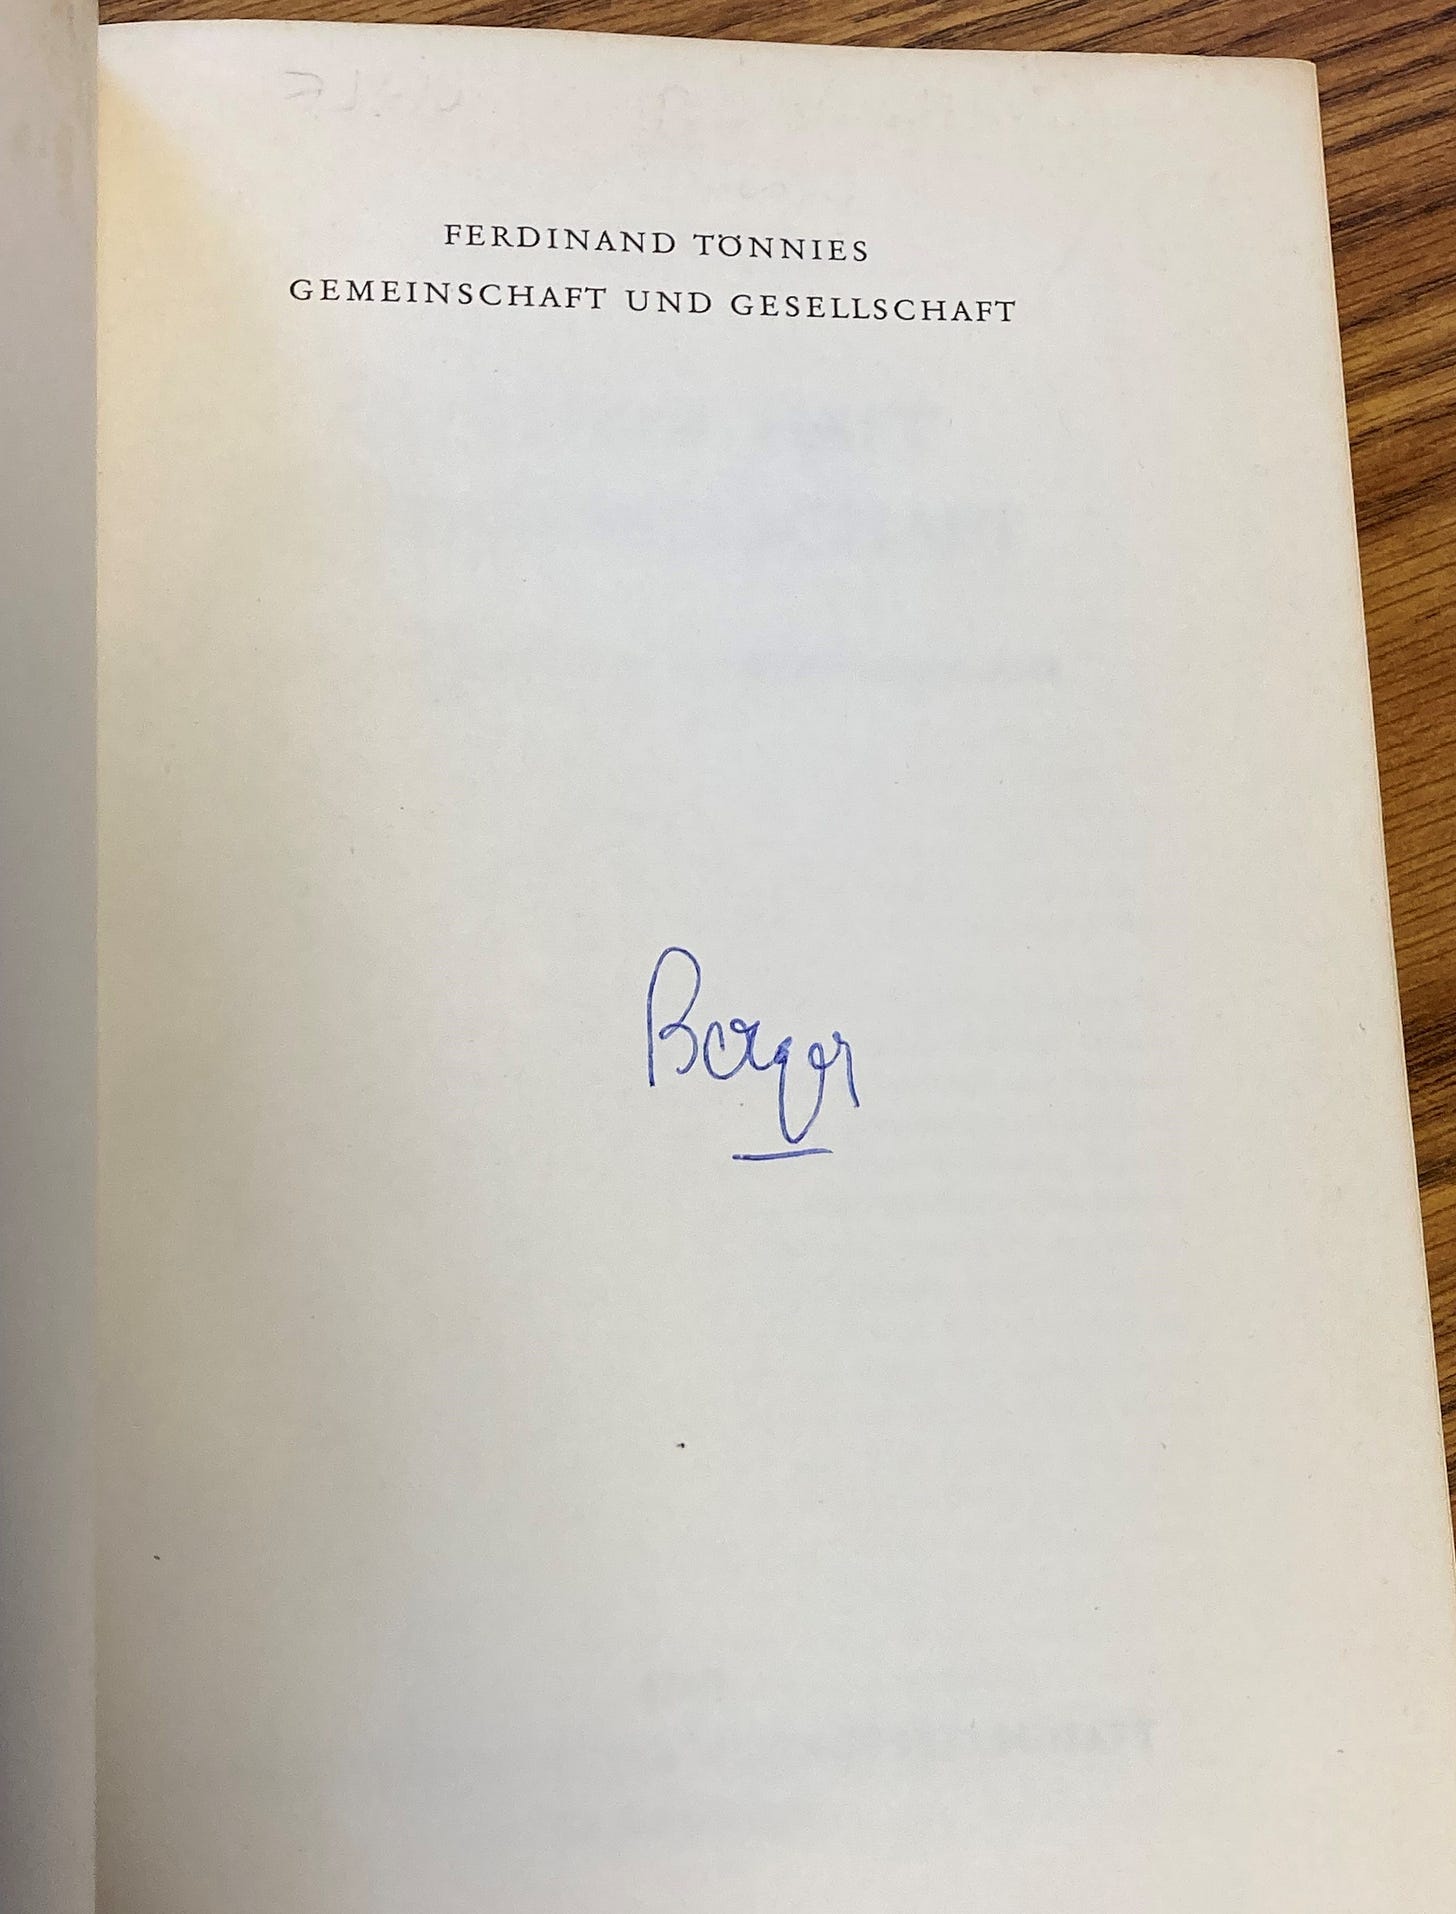 FERDINAND TÖNNIES
GEMEINSCHAFT UND GESELLSCHAFT
Berger